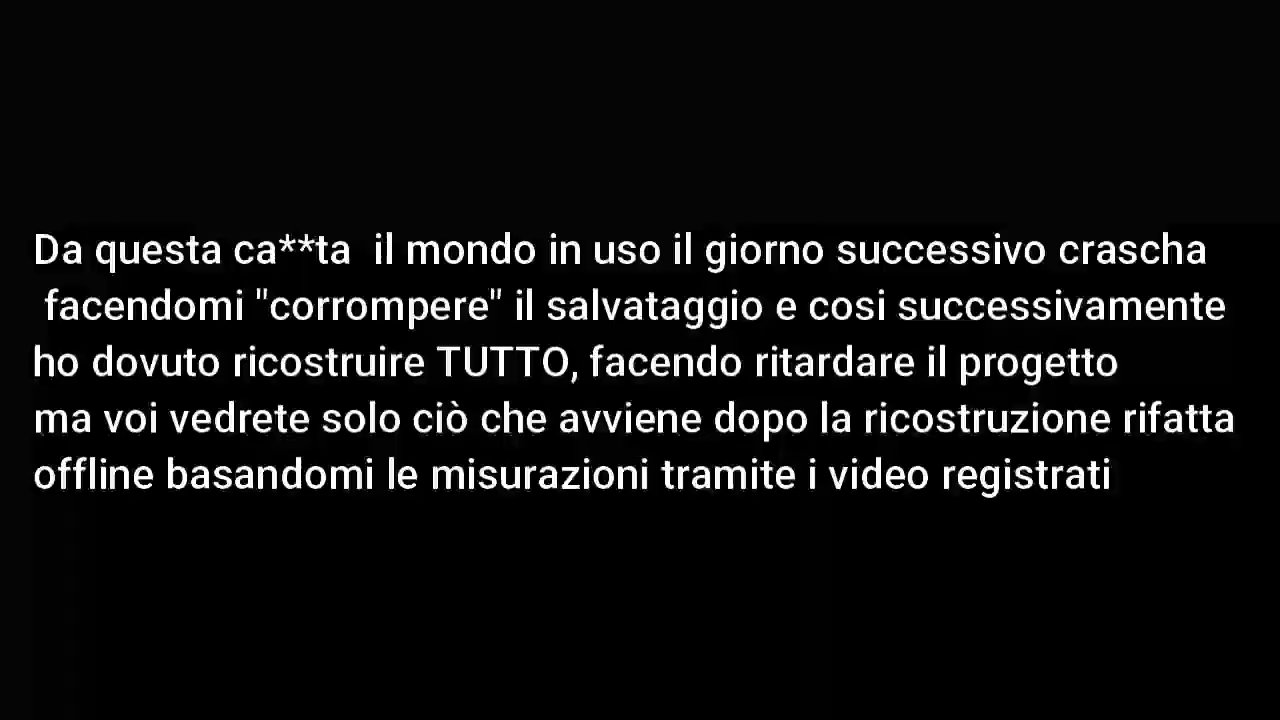 Da questa ca**ta il mondo in uso il giorno successivo crascha
facendomi "corrompere" il salvataggio e cosi successivamente
ho dovuto ricostruire TUTTO, facendo ritardare il progetto
ma voi vedrete solo ciò che avviene dopo la ricostruzione rifatta
offline basandomi le misurazioni tramite i video registrati